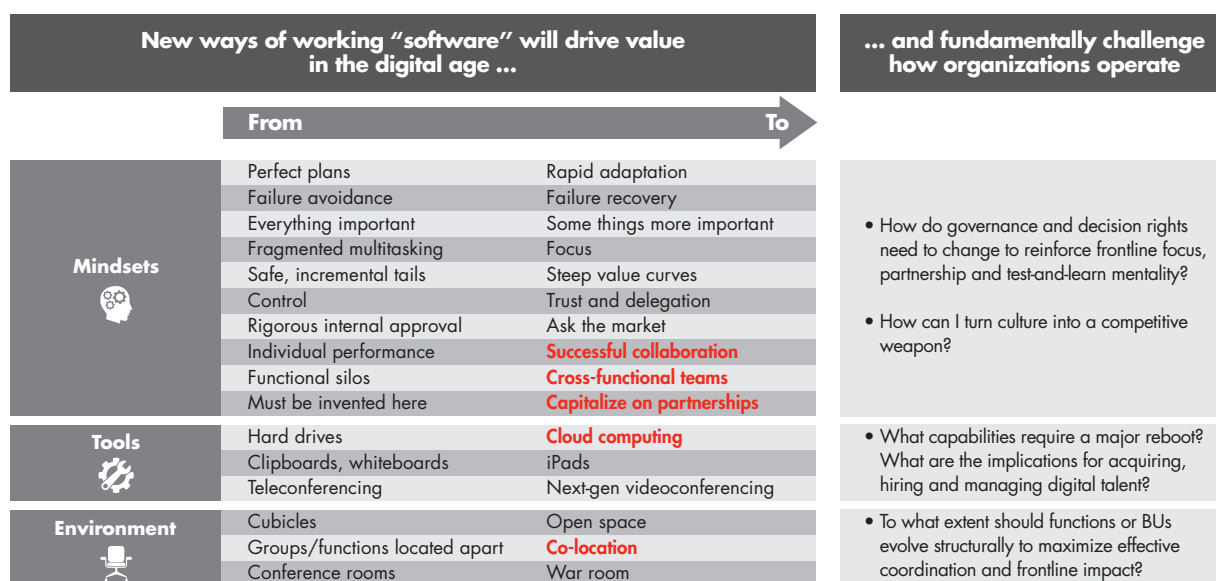 New ways of working “software” will drive value
in the digital age ...
... and fundamentally challenge
how organizations operate
From To
Mindsets
Perfect plans Rapid adaptation
Failure avoidance Failure recovery
Everything important Some things more important
Fragmented multitasking Focus
Safe, incremental tails Steep value curves
Control Trust and delegation
Rigorous internal approval Ask the market
Individual performance Successful collaboration
Functional silos Cross-functional teams
Must be invented here Capitalize on partnerships
• How do governance and decision rights
need to change to reinforce frontline focus,
partnership and test-and-learn mentality?
• How can I turn culture into a competitive
weapon?
Tools
Hard drives Cloud computing
Clipboards, whiteboards iPads
Teleconferencing Next-gen videoconferencing
• What capabilities require a major reboot?
What are the implications for acquiring,
hiring and managing digital talent?
Environment
Cubicles Open space
Groups/functions located apart Co-location
Conference rooms War room
• To what extent should functions or BUs
evolve structurally to maximize effective
coordination and frontline impact?